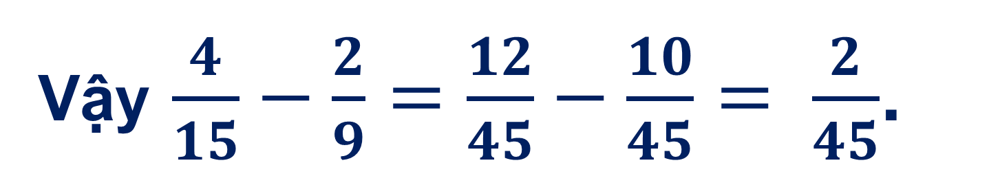 Vậy 4/15 − 2/9 = 12/45 − 10/45 = 2/45.